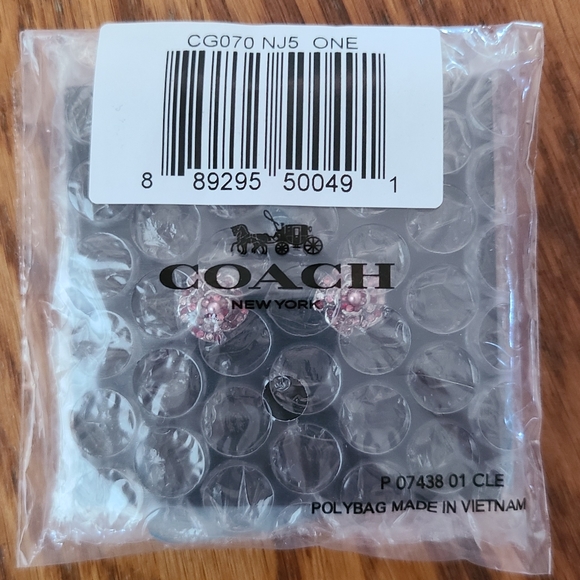 CG070 NJ5 ONE
8 89295 50049 1
COACH
NEW YORK
P 07438 01 CLE
POLYBAG MADE IN VIETNAM